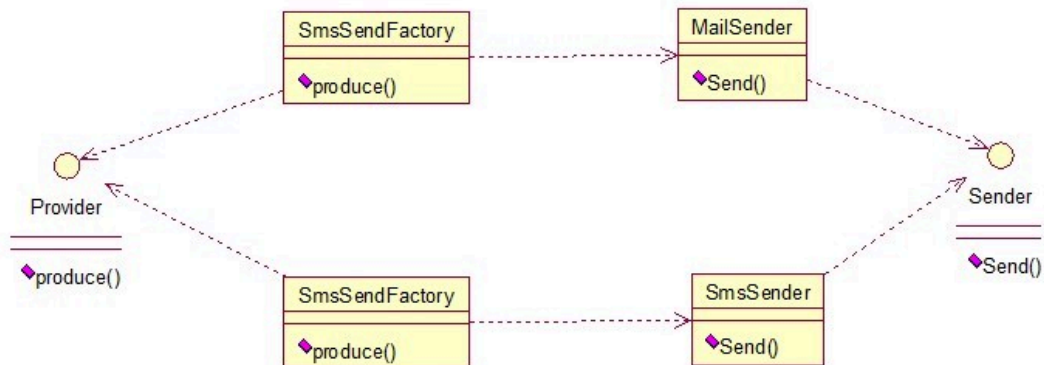 SmsSendFactory
produce()
MailSender
Send()
Provider
produce()
Sender
Send()
SmsSendFactory
produce()
SmsSender
Send()